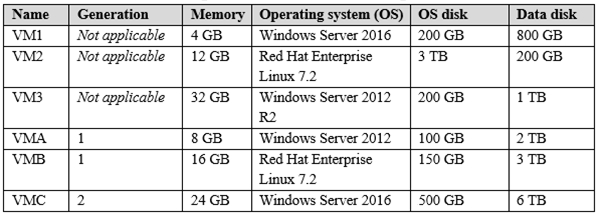 Name Generation Memory Operating system (OS) OS disk Data disk
VM1 Not applicable 4 GB Windows Server 2016 200 GB 800 GB
VM2 Not applicable 12 GB Red Hat Enterprise 3 TB 200 GB
Linux 7.2
VM3 Not applicable 32 GB Windows Server 2012 200 GB 1 TB
R2
VMA 1 8 GB Windows Server 2012 100 GB 2 TB
VMB 1 16 GB Red Hat Enterprise 150 GB 3 TB
Linux 7.2
VMC 2 24 GB Windows Server 2016 500 GB 6 TB